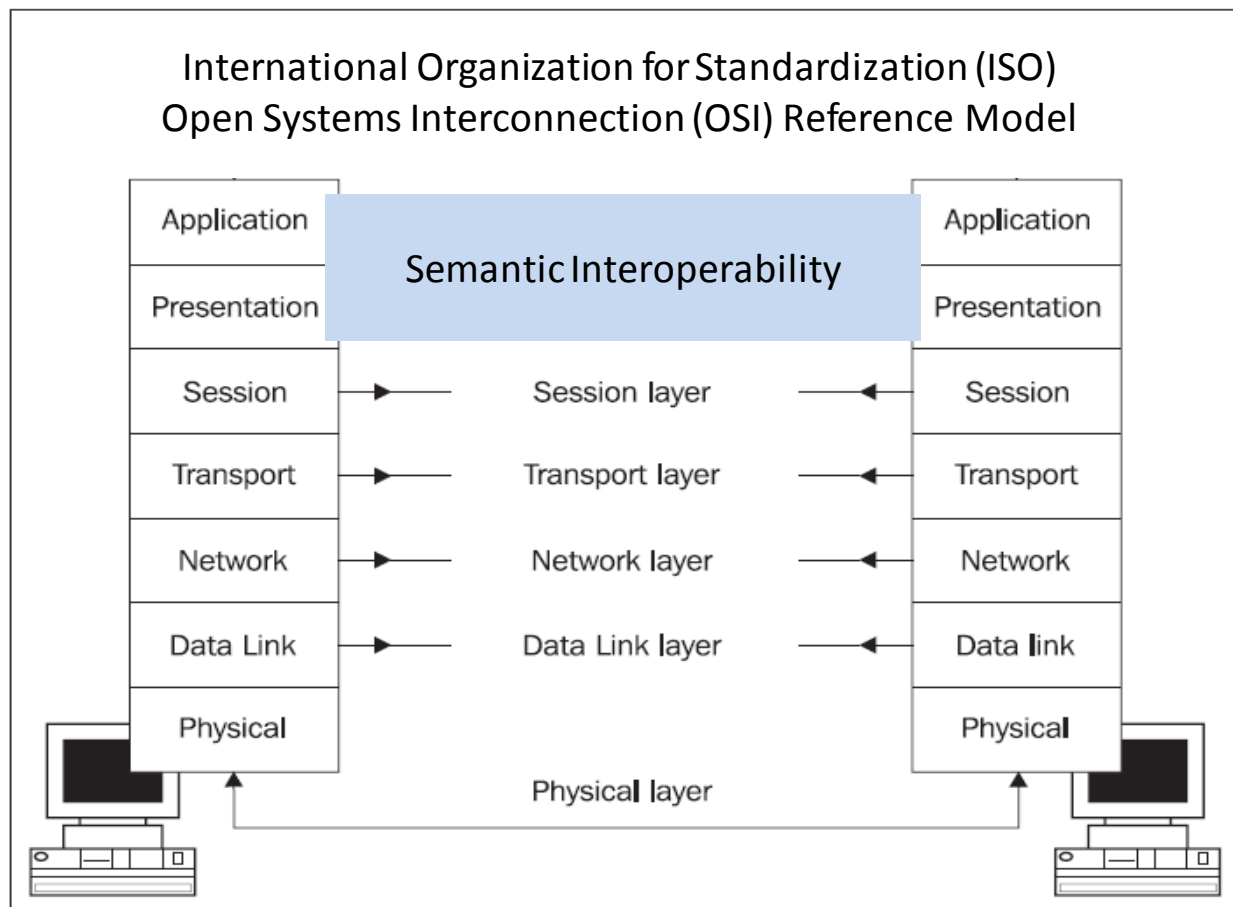 International Organization for Standardization (ISO)
Open Systems Interconnection (OSI) Reference Model
Application
Semantic Interoperability
Application
Presentation
Presentation
Session
Session layer
Session
Transport
Transport layer
Transport
Network
Network layer
Network
Data Link
Data Link layer
Data link
Physical
Physical
Physical layer